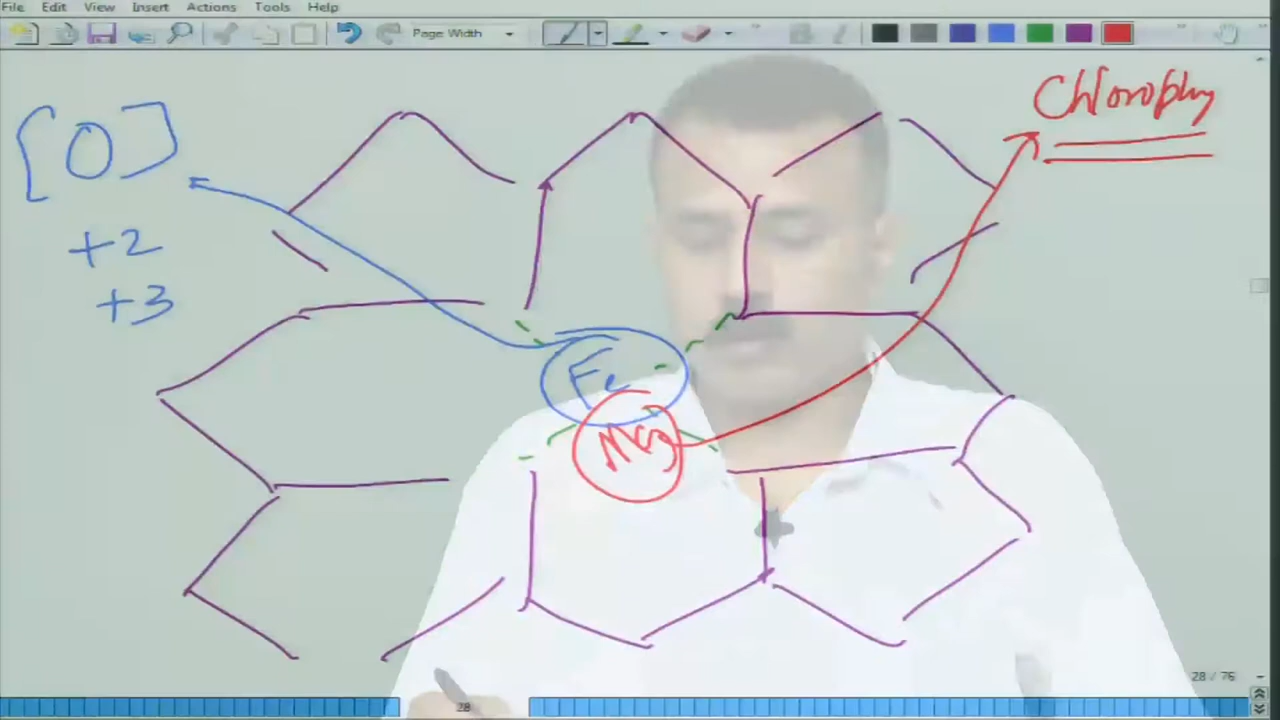 File Edit View Insert Actions Tools Help
Page Width
[O]
+2
+3
Chlorophy
Fe
Mg
28 / 76
28